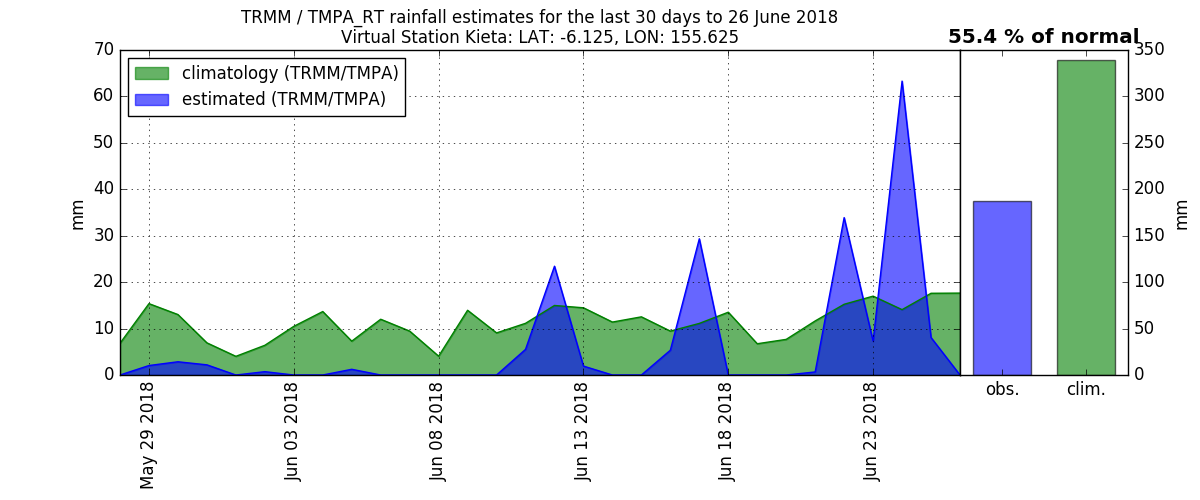 TRMM / TMPA_RT rainfall estimates for the last 30 days to 26 June 2018
Virtual Station Kieta: LAT: -6.125, LON: 155.625
55.4 % of normal
climatology (TRMM/TMPA)
estimated (TRMM/TMPA)
mm
70
60
50
40
30
20
10
0
May 29 2018
Jun 03 2018
Jun 08 2018
Jun 13 2018
Jun 18 2018
Jun 23 2018
obs.
clim.
350
300
250
200
150
100
50
0
mm